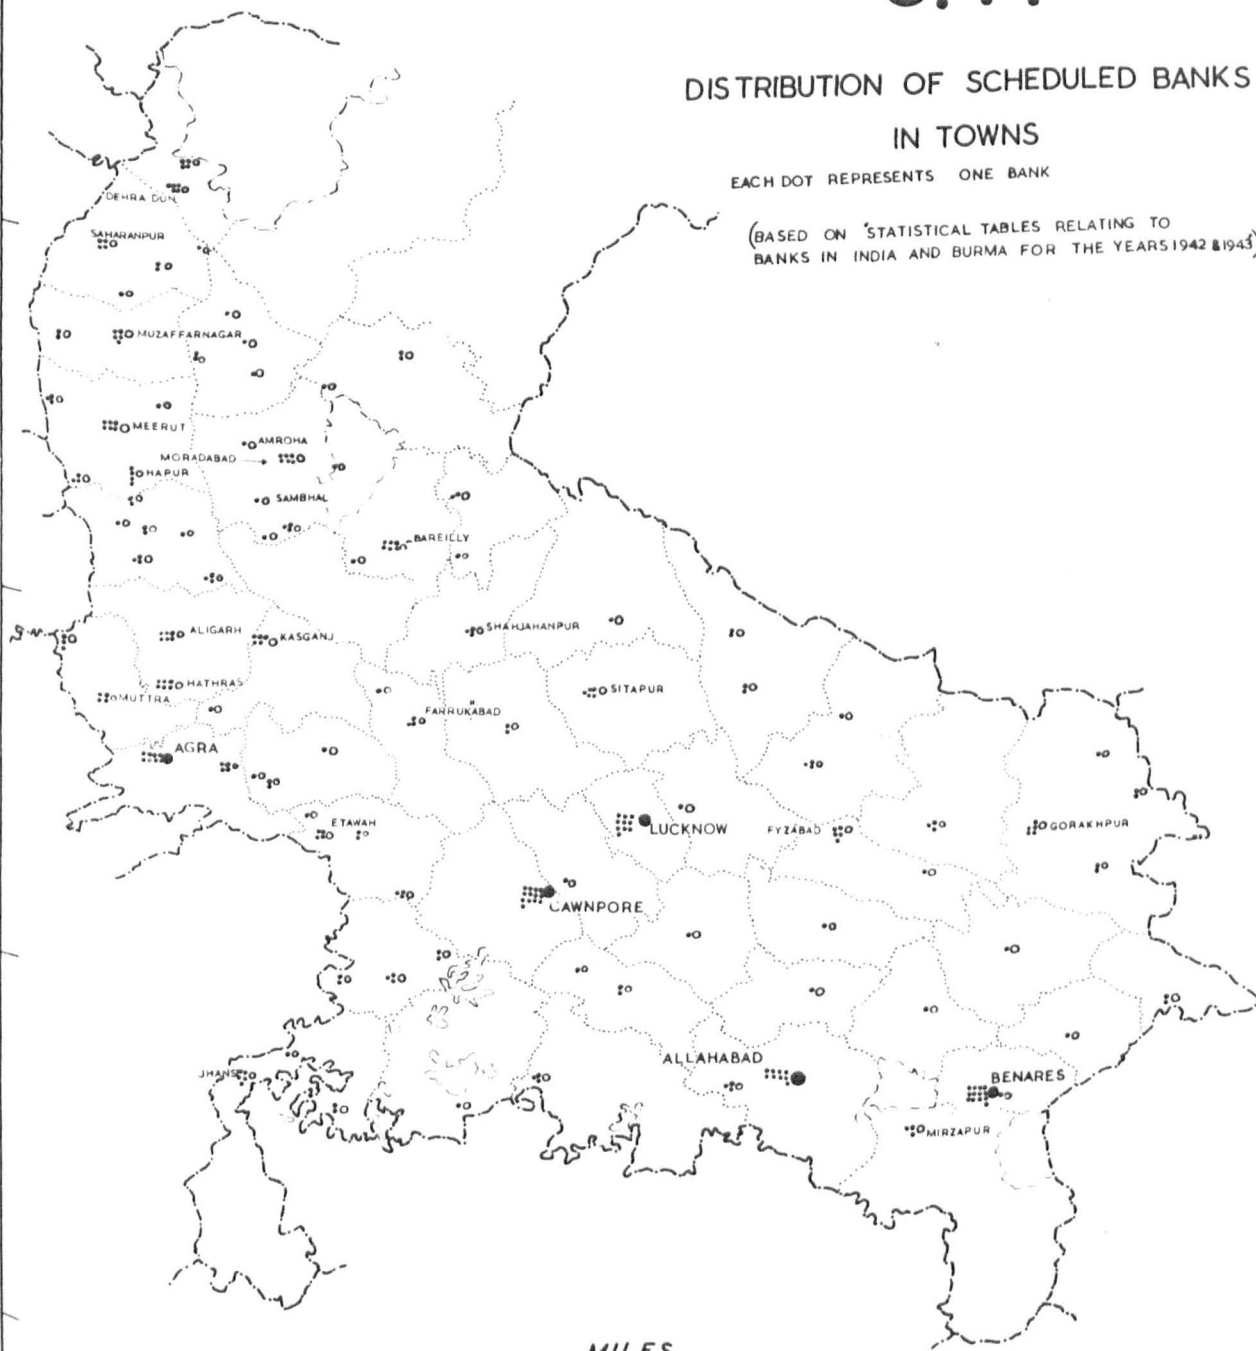 DISTRIBUTION OF SCHEDULED BANKS
IN TOWNS
EACH DOT REPRESENTS ONE BANK
(BASED ON "STATISTICAL TABLES RELATING TO
BANKS IN INDIA AND BURMA FOR THE YEARS 1942 & 1943)
DEHRA DUN
SAHARANPUR
MUZAFFARNAGAR
MEERUT
AMROHA
MORADABAD
HAPUR
SAMBHAL
BAREILLY
ALIGARH
KASGANJ
SHAHJAHANPUR
HATHRAS
MUTTRA
SITAPUR
FARRUKABAD
AGRA
ETAWAH
LUCKNOW
FYZABAD
GORAKHPUR
CAWNPORE
ALLAHABAD
JHANSI
BENARES
MIRZAPUR
MILES